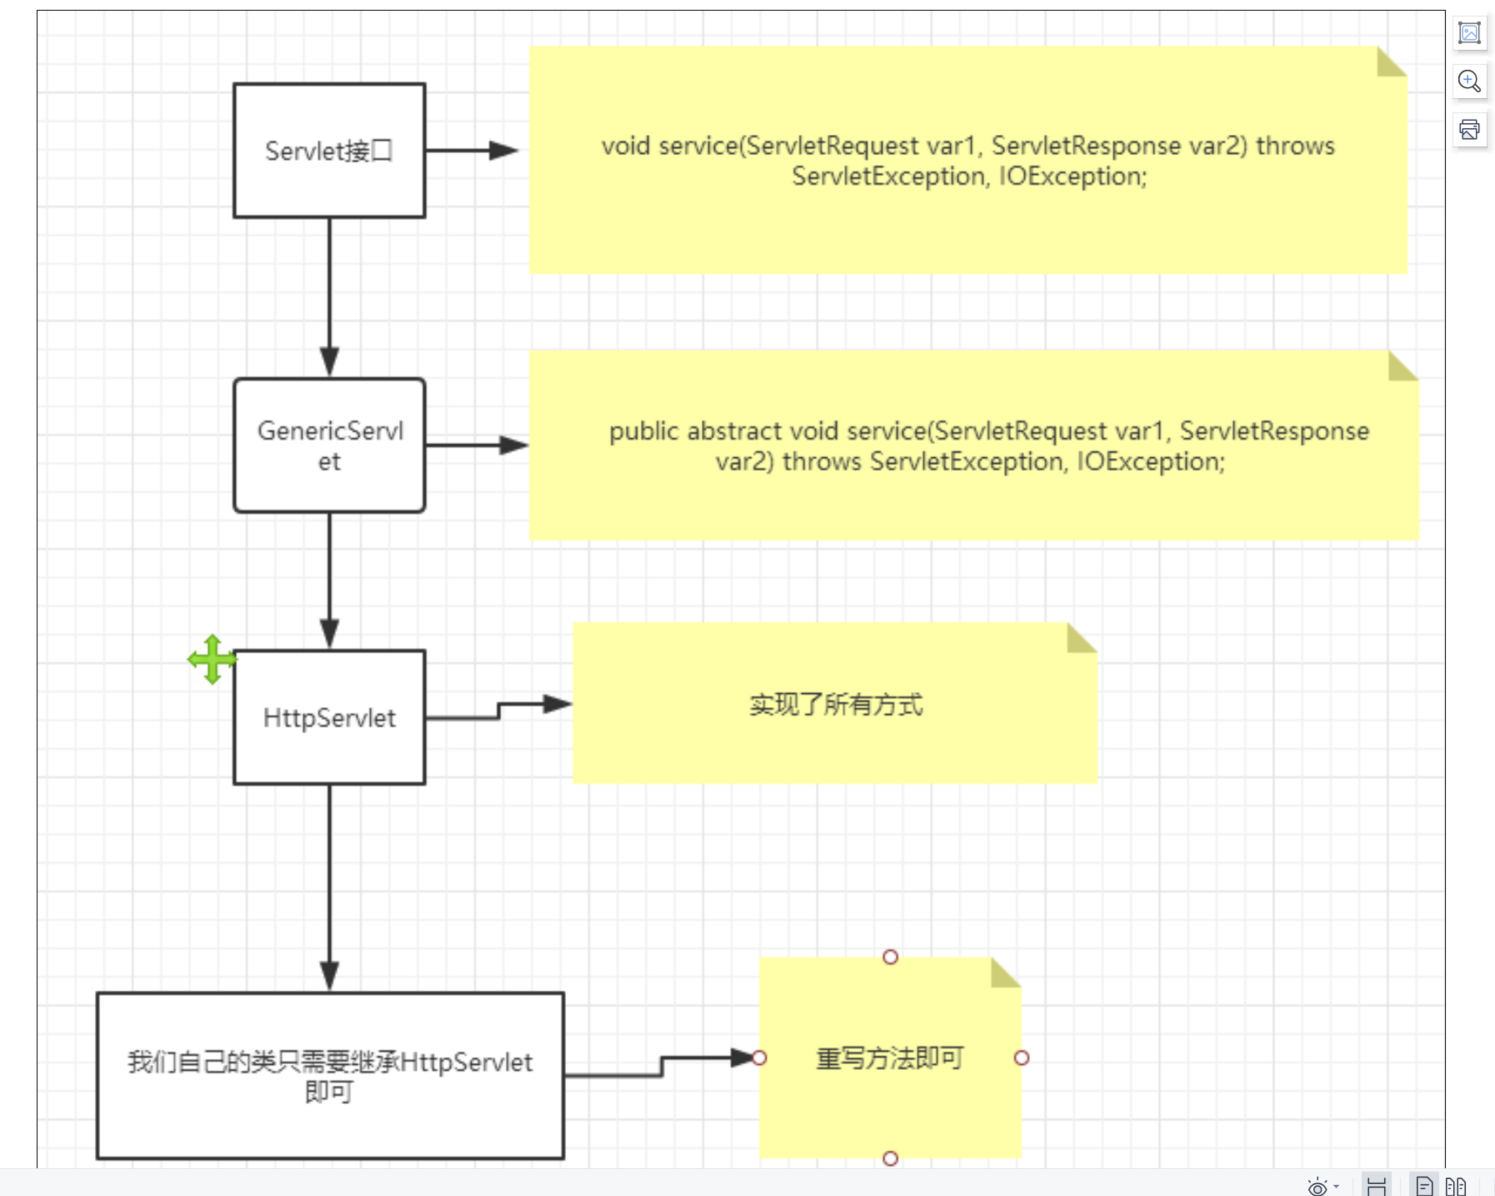 Servlet接口
void service(ServletRequest var1, ServletResponse var2) throws
ServletException, IOException;
GenericServl
et
public abstract void service(ServletRequest var1, ServletResponse
var2) throws ServletException, IOException;
HttpServlet
实现了所有方式
我们自己的类只需要继承HttpServlet
即可
重写方法即可